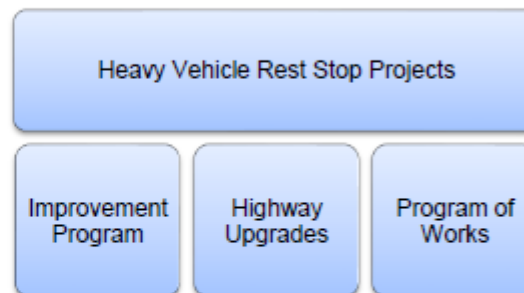 Heavy Vehicle Rest Stop Projects
Improvement
Program
Highway
Upgrades
Program of
Works